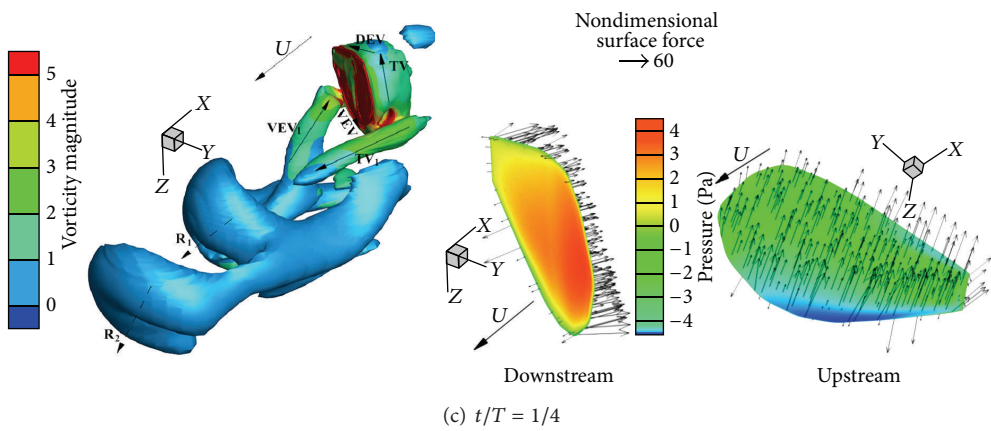 Nondimensional
surface force
60
Vorticity magnitude
5
4
3
2
1
0
X
Y
Z
U
DEV
TV
VEV
VEV1
TV1
R1
R2
X
Y
Z
U
Downstream
Pressure (Pa)
4
3
2
1
0
−1
−2
−3
−4
U
Y
X
Z
Upstream
(c) t/T = 1/4